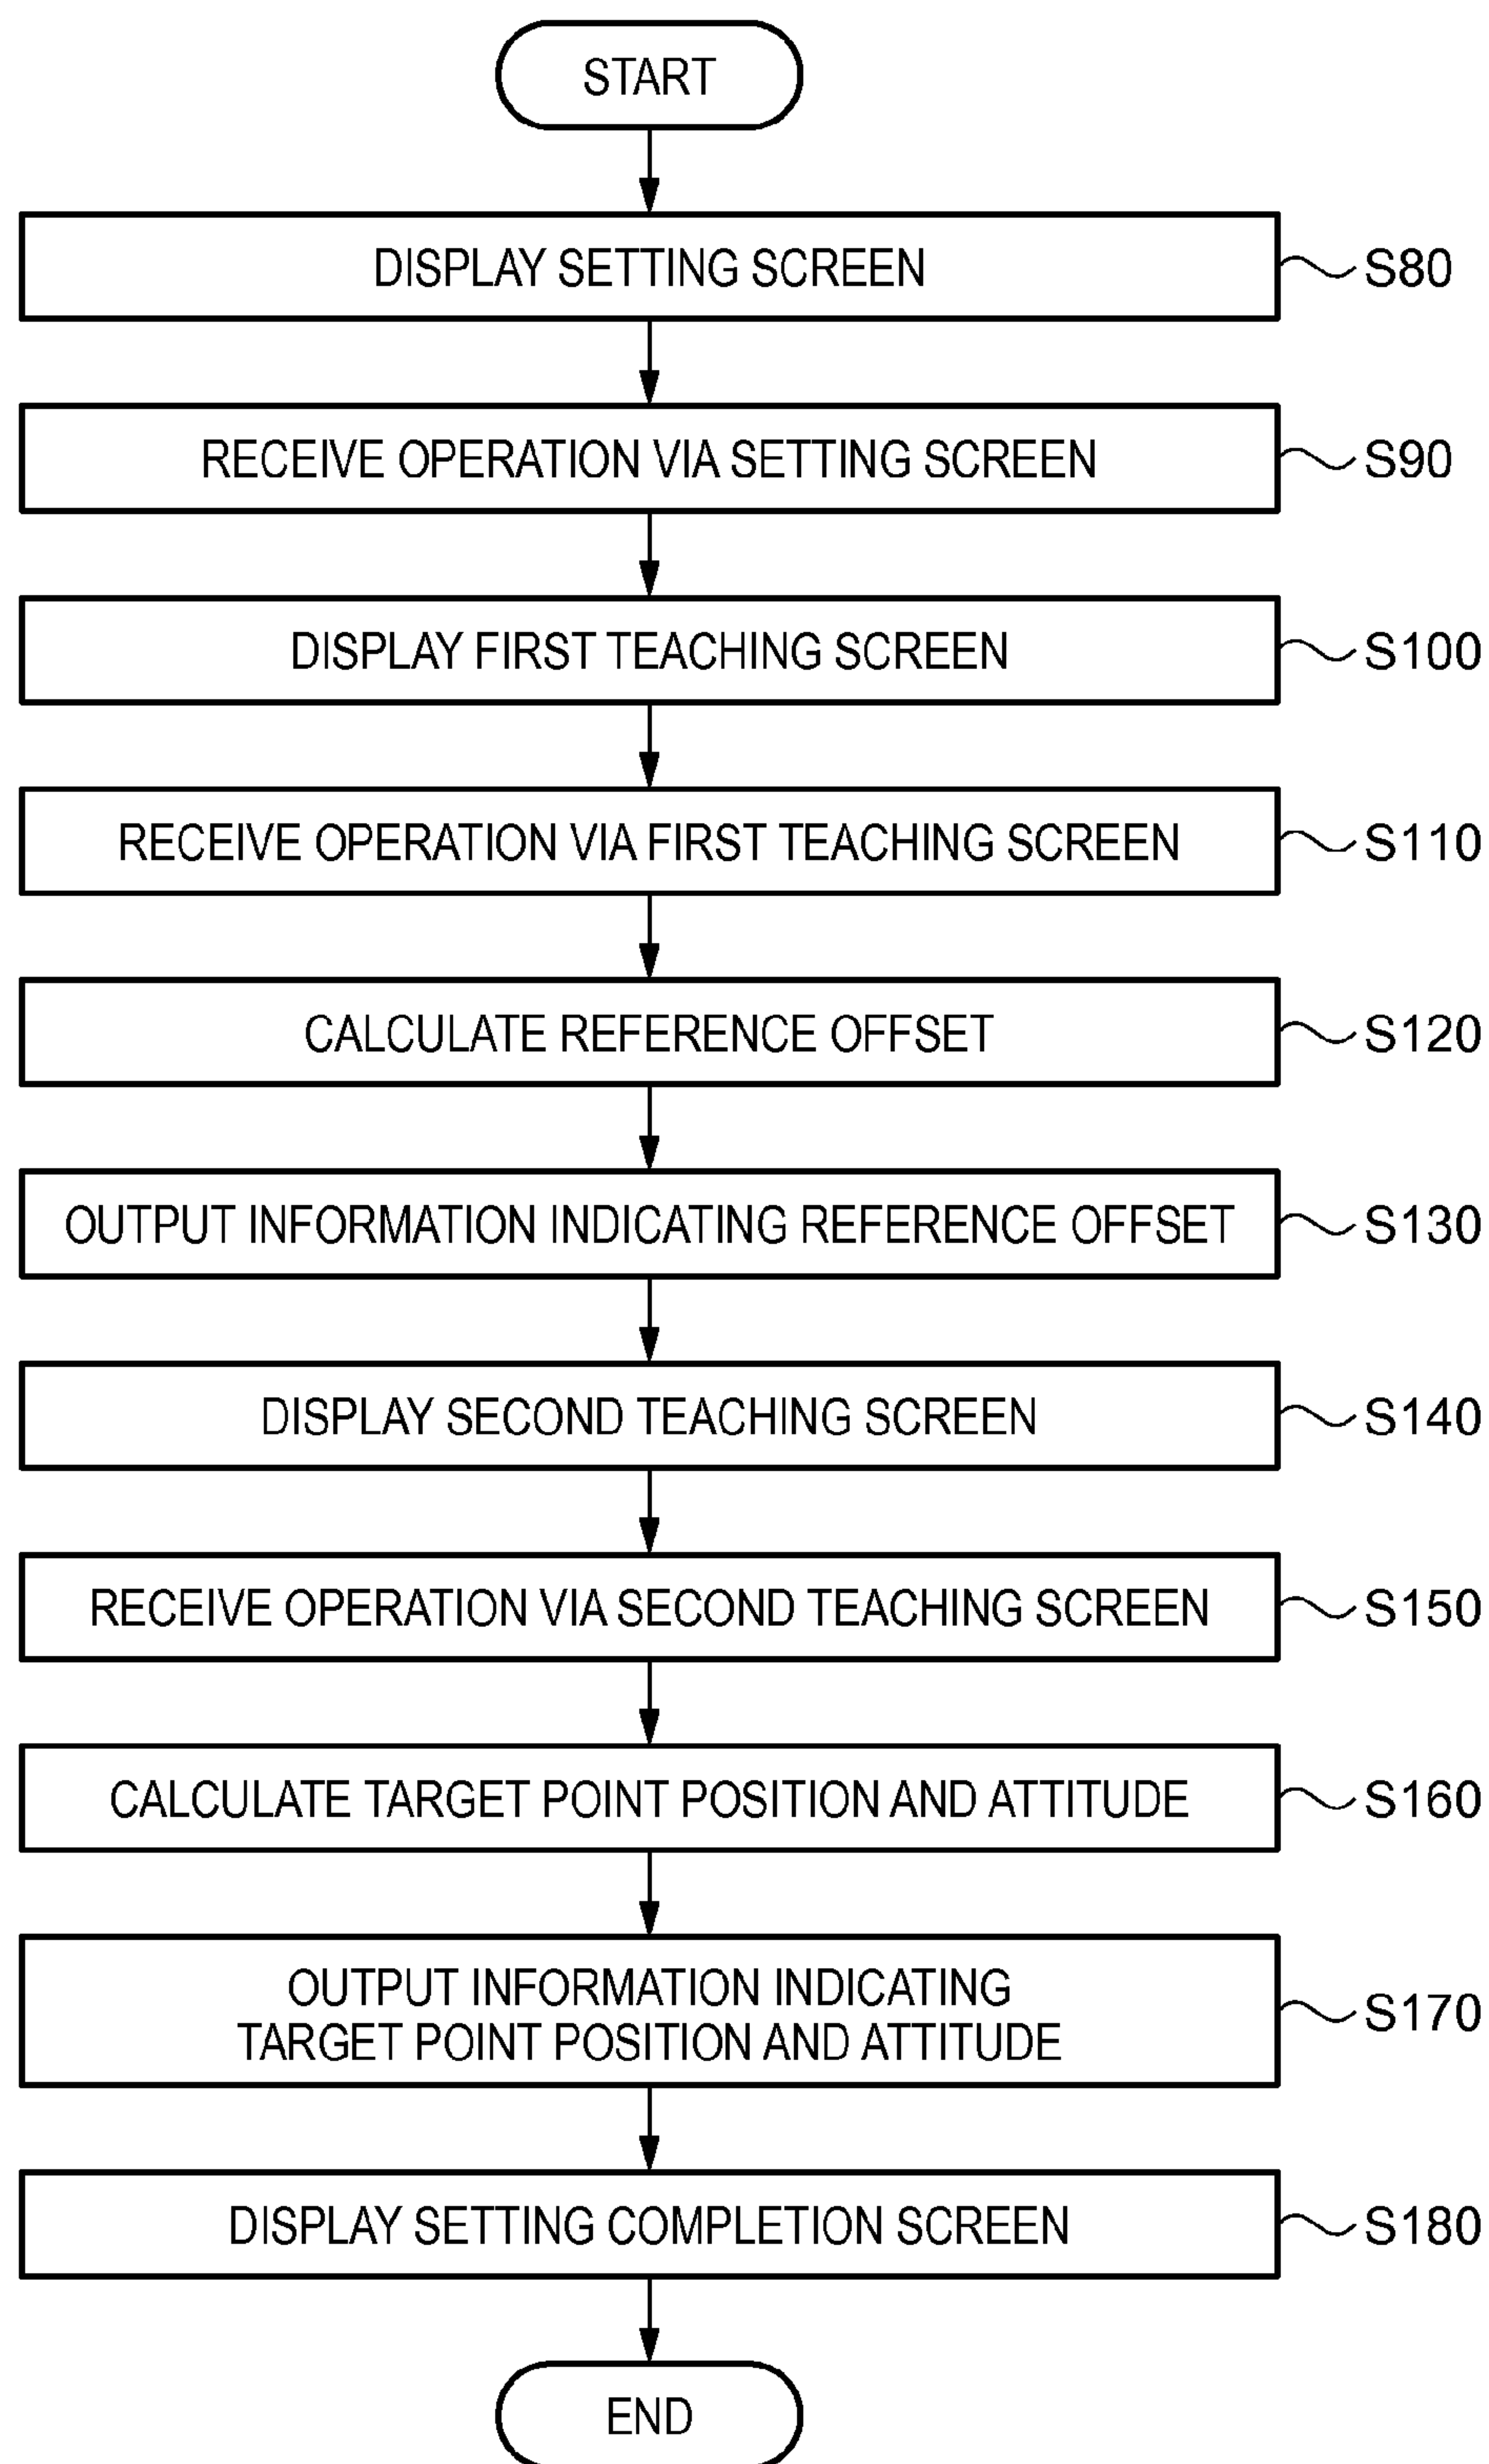 START
DISPLAY SETTING SCREEN
S80
RECEIVE OPERATION VIA SETTING SCREEN
S90
DISPLAY FIRST TEACHING SCREEN
S100
RECEIVE OPERATION VIA FIRST TEACHING SCREEN
S110
CALCULATE REFERENCE OFFSET
S120
OUTPUT INFORMATION INDICATING REFERENCE OFFSET
S130
DISPLAY SECOND TEACHING SCREEN
S140
RECEIVE OPERATION VIA SECOND TEACHING SCREEN
S150
CALCULATE TARGET POINT POSITION AND ATTITUDE
S160
OUTPUT INFORMATION INDICATING
TARGET POINT POSITION AND ATTITUDE
S170
DISPLAY SETTING COMPLETION SCREEN
S180
END